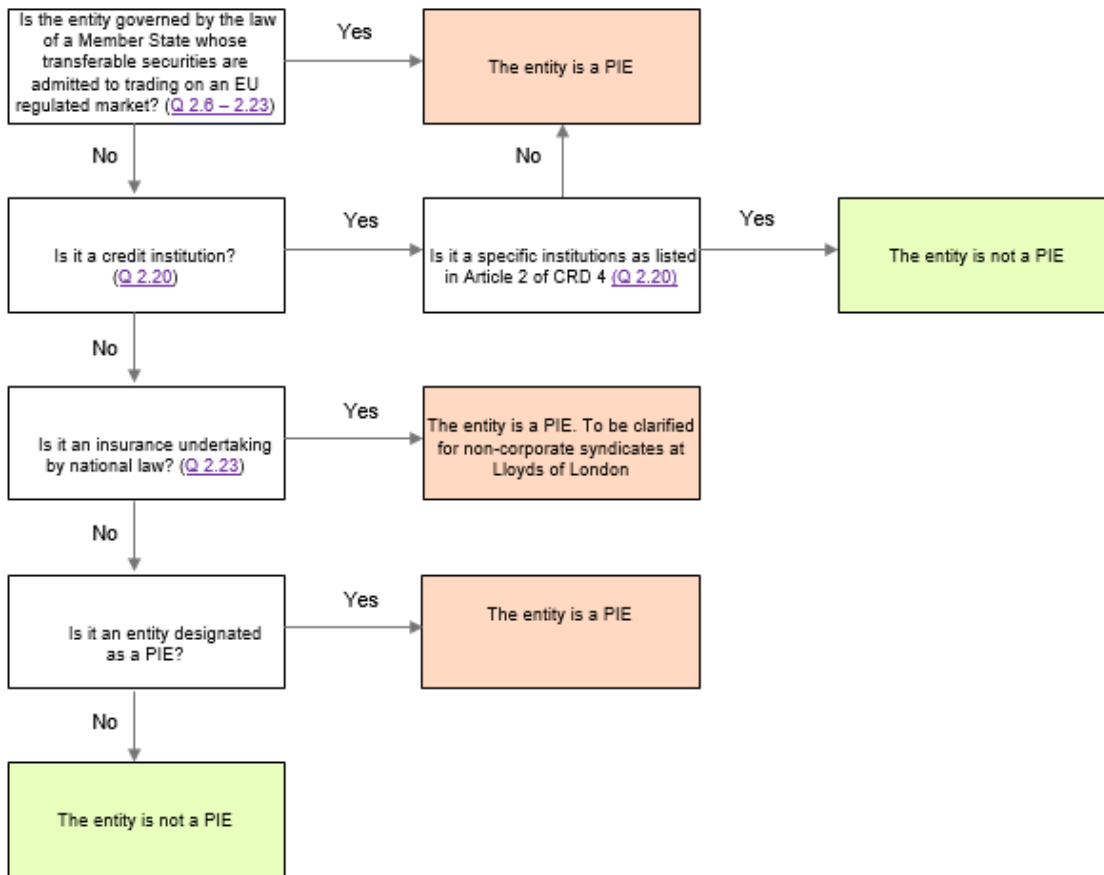 Is the entity governed by the law
of a Member State whose
transferable securities are
admitted to trading on an EU
regulated market? (Q 2.6 – 2.23)
Yes
The entity is a PIE
No
No
Is it a credit institution?
(Q 2.20)
Yes
Is it a specific institutions as listed
in Article 2 of CRD 4 (Q 2.20)
Yes
The entity is not a PIE
No
Is it an insurance undertaking
by national law? (Q 2.23)
Yes
The entity is a PIE. To be clarified
for non-corporate syndicates at
Lloyds of London
No
Is it an entity designated
as a PIE?
Yes
The entity is a PIE
No
The entity is not a PIE